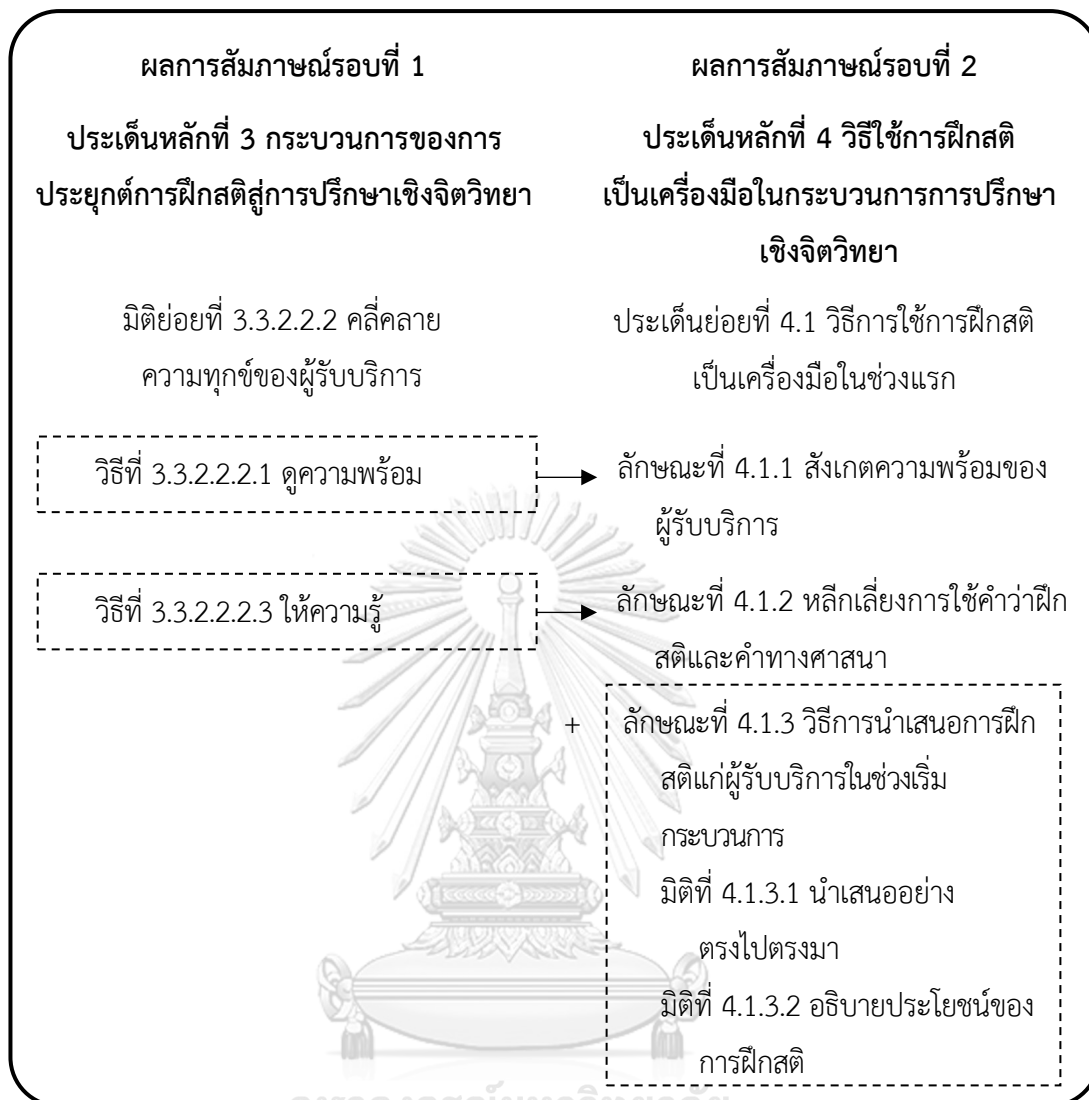 ผลการสัมภาษณ์รอบที่ 1
ประเด็นหลักที่ 3 กระบวนการของการ
ประยุกต์การฝึกสติสู่การปรึกษาเชิงจิตวิทยา
มิติย่อยที่ 3.3.2.2.2 คลี่คลาย
ความทุกข์ของผู้รับบริการ
วิธีที่ 3.3.2.2.2.1 ดูความพร้อม
วิธีที่ 3.3.2.2.2.3 ให้ความรู้
ผลการสัมภาษณ์รอบที่ 2
ประเด็นหลักที่ 4 วิธีใช้การฝึกสติ
เป็นเครื่องมือในกระบวนการการปรึกษา
เชิงจิตวิทยา
ประเด็นย่อยที่ 4.1 วิธีการใช้การฝึกสติ
เป็นเครื่องมือในช่วงแรก
ลักษณะที่ 4.1.1 สังเกตความพร้อมของ
ผู้รับบริการ
ลักษณะที่ 4.1.2 หลีกเลี่ยงการใช้คำว่าฝึก
สติและคำทางศาสนา
+ ลักษณะที่ 4.1.3 วิธีการนำเสนอการฝึก
สติแก่ผู้รับบริการในช่วงเริ่ม
กระบวนการ
มิติที่ 4.1.3.1 นำเสนออย่าง
ตรงไปตรงมา
มิติที่ 4.1.3.2 อธิบายประโยชน์ของ
การฝึกสติ